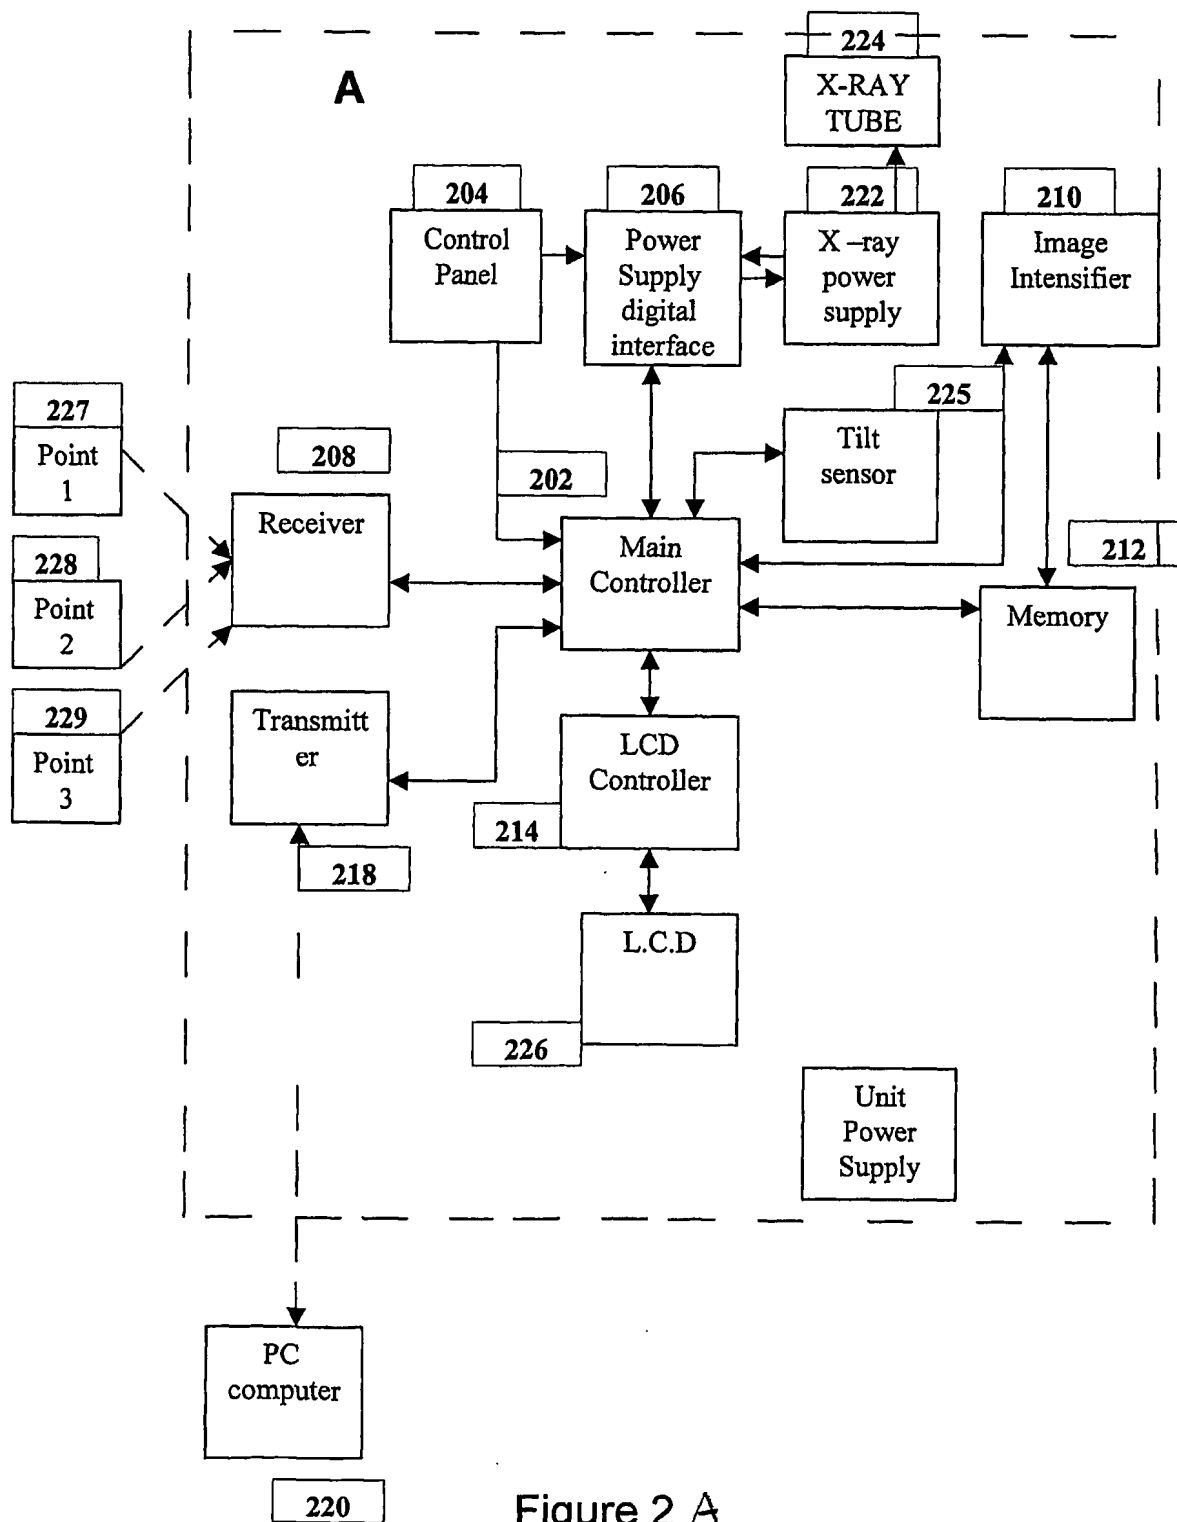 224
A
X-RAY
TUBE
204
206
222
210
Control
Panel
Power
Supply
digital
interface
X –ray
power
supply
Image
Intensifier
227
Point
1
208
202
225
Tilt
sensor
Receiver
Main
Controller
212
228
Point
2
Memory
229
Point
3
Transmitt
er
LCD
Controller
214
218
L.C.D
226
Unit
Power
Supply
PC
computer
220
Figure 2 A